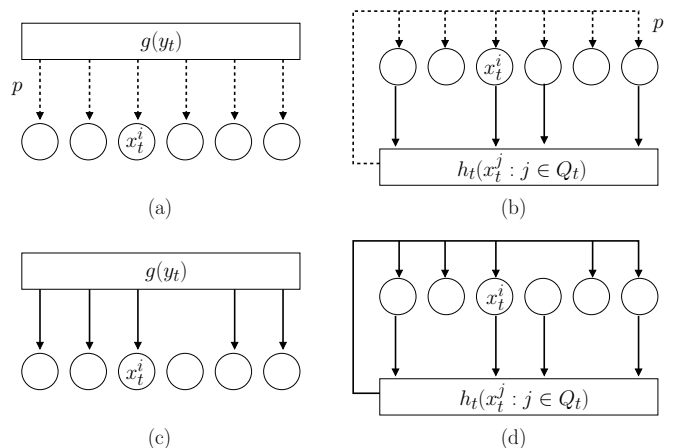 g(y_t)
p
x_t^i
(a)
p
x_t^i
h_t(x_t^j : j ∈ Q_t)
(b)
g(y_t)
x_t^i
(c)
x_t^i
h_t(x_t^j : j ∈ Q_t)
(d)